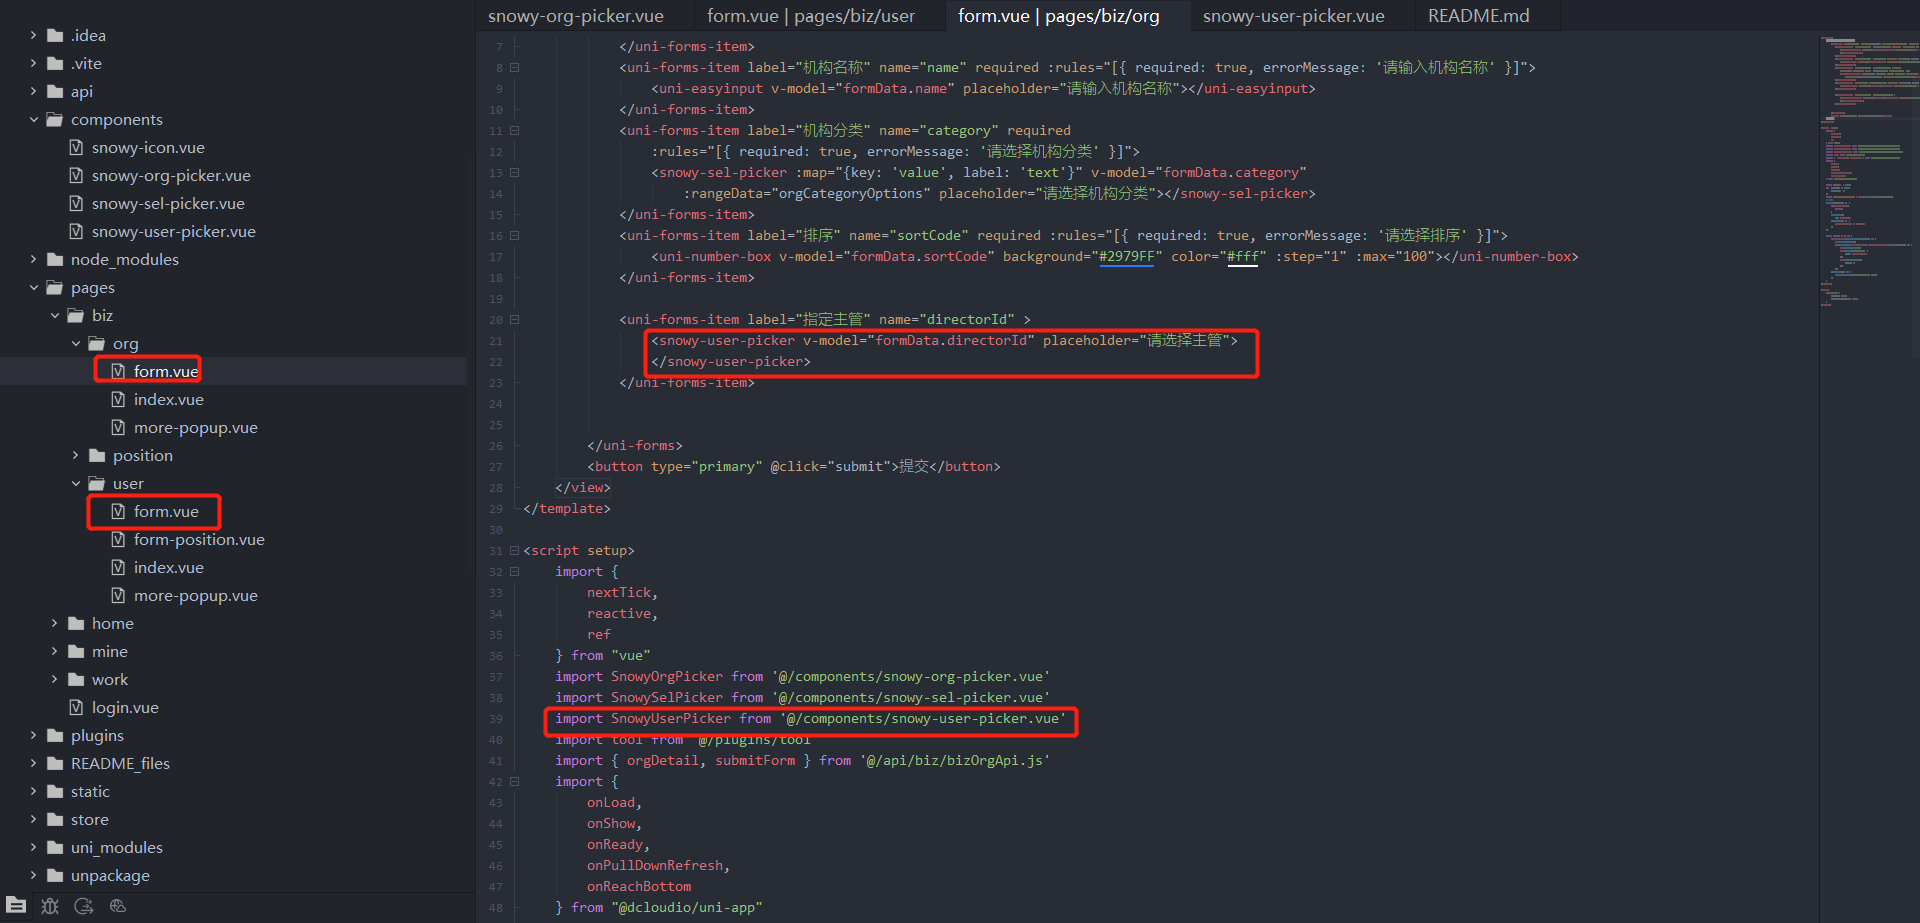 .idea
.vite
api
components
snowy-icon.vue
snowy-org-picker.vue
snowy-sel-picker.vue
snowy-user-picker.vue
node_modules
pages
biz
org
form.vue
index.vue
more-popup.vue
position
user
form.vue
form-position.vue
index.vue
more-popup.vue
home
mine
work
login.vue
plugins
README_files
static
store
uni_modules
unpackage
snowy-org-picker.vue
form.vue | pages/biz/user
form.vue | pages/biz/org
snowy-user-picker.vue
README.md
7 </uni-forms-item>
8 <uni-forms-item label="机构名称" name="name" required :rules="[{ required: true, errorMessage: '请输入机构名称' }]">
9 <uni-easyinput v-model="formData.name" placeholder="请输入机构名称"></uni-easyinput>
10 </uni-forms-item>
11 <uni-forms-item label="机构分类" name="category" required
12 :rules="[{ required: true, errorMessage: '请选择机构分类' }]">
13 <snowy-sel-picker :map="{key: 'value', label: 'text'}" v-model="formData.category"
14 :rangeData="orgCategoryOptions" placeholder="请选择机构分类"></snowy-sel-picker>
15 </uni-forms-item>
16 <uni-forms-item label="排序" name="sortCode" required :rules="[{ required: true, errorMessage: '请选择排序' }]">
17 <uni-number-box v-model="formData.sortCode" background="#2979FF" color="#fff" :step="1" :max="100"></uni-number-box>
18 </uni-forms-item>
19
20 <uni-forms-item label="指定主管" name="directorId" >
21 <snowy-user-picker v-model="formData.directorId" placeholder="请选择主管">
22 </snowy-user-picker>
23 </uni-forms-item>
24
25
26 </uni-forms>
27 <button type="primary" @click="submit">提交</button>
28 </view>
29 </template>
30
31 <script setup>
32 import {
33 nextTick,
34 reactive,
35 ref
36 } from "vue"
37 import SnowyOrgPicker from '@/components/snowy-org-picker.vue'
38 import SnowySelPicker from '@/components/snowy-sel-picker.vue'
39 import SnowyUserPicker from '@/components/snowy-user-picker.vue'
40 import tool from '@/plugins/tool'
41 import { orgDetail, submitForm } from '@/api/biz/bizOrgApi.js'
42 import {
43 onLoad,
44 onShow,
45 onReady,
46 onPullDownRefresh,
47 onReachBottom
48 } from "@dcloudio/uni-app"